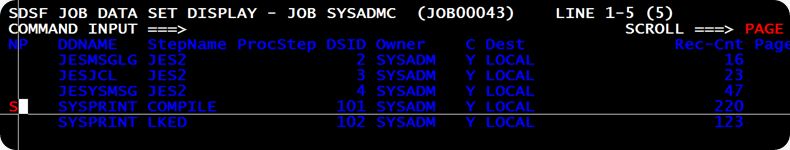 SDSF JOB DATA SET DISPLAY - JOB SYSADMC (JOB00043) LINE 1-5 (5)
COMMAND INPUT ===> SCROLL ===> PAGE
NP DDNAME StepName ProcStep DSID Owner C Dest Rec-Cnt Page
JESMSGLG JES2 2 SYSADM Y LOCAL 16
JESJCL JES2 3 SYSADM Y LOCAL 23
JESYSMSG JES2 4 SYSADM Y LOCAL 47
S SYSPRINT COMPILE 101 SYSADM Y LOCAL 220
SYSPRINT LKED 102 SYSADM Y LOCAL 123